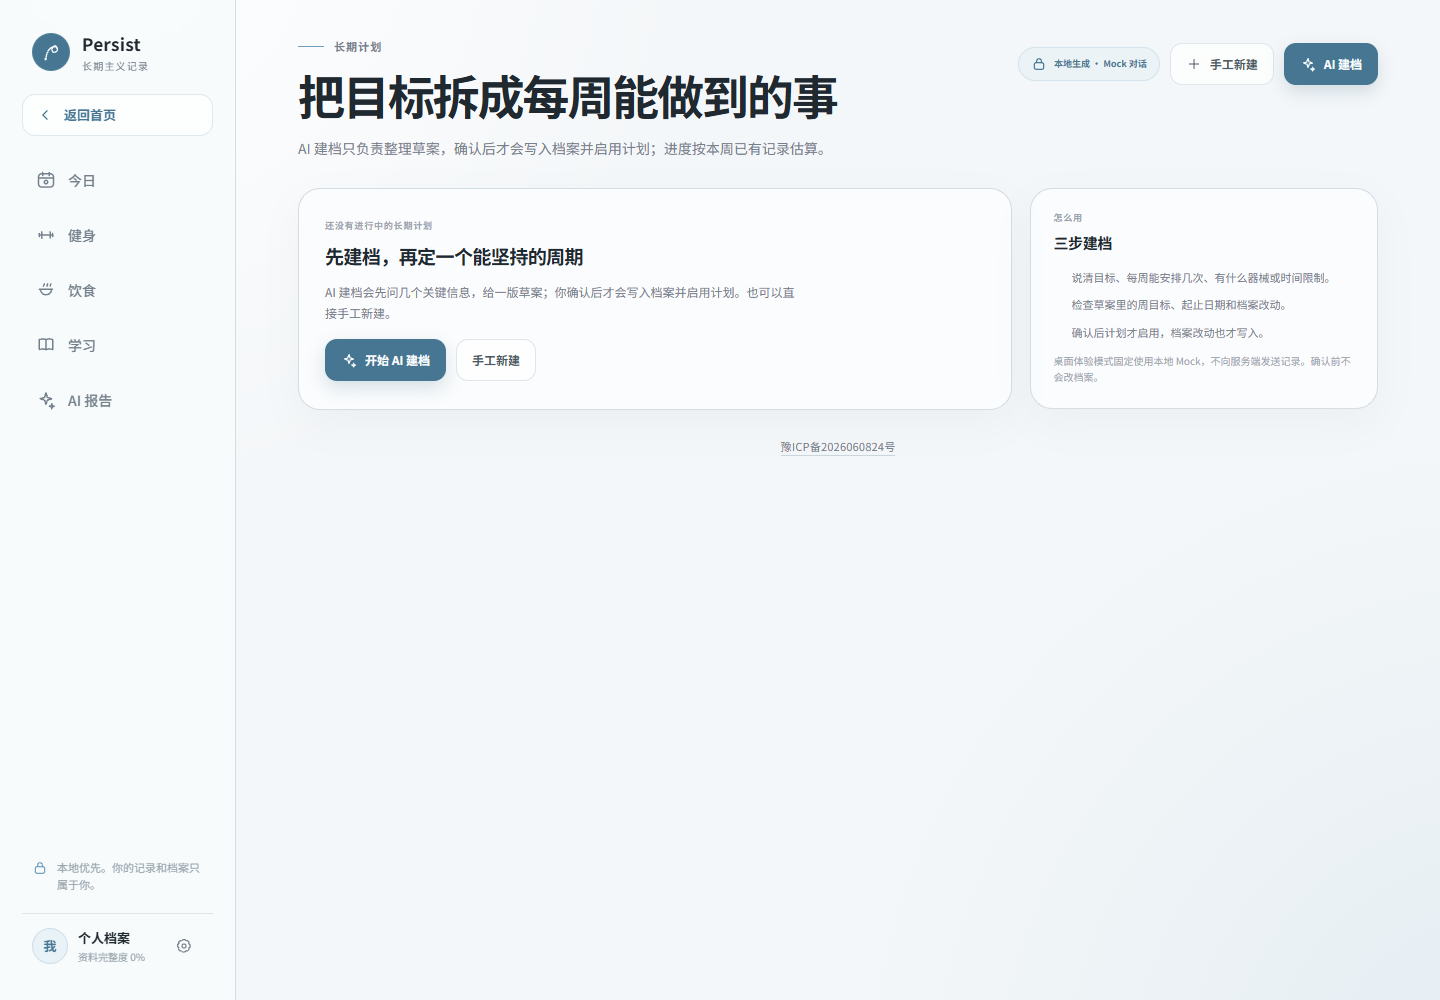 Persist
长期主义记录
返回首页
今日
健身
饮食
学习
AI 报告
本地优先。你的记录和档案只
属于你。
我
个人档案
资料完整度 0%
长期计划
把目标拆成每周能做到的事
AI 建档只负责整理草案，确认后才会写入档案并启用计划；进度按本周已有记录估算。
本地生成 · Mock 对话
手工新建
AI 建档
还没有进行中的长期计划
先建档，再定一个能坚持的周期
AI 建档会先问几个关键信息，给一版草案；你确认后才会写入档案并启用计划。也可以直
接手工新建。
开始 AI 建档
手工新建
怎么用
三步建档
说清目标、每周能安排几次、有什么器械或时间限制。
检查草案里的周目标、起止日期和档案改动。
确认后计划才启用，档案改动也才写入。
桌面体验模式固定使用本地 Mock，不向服务端发送记录。确认前不
会改档案。
豫ICP备2026060824号